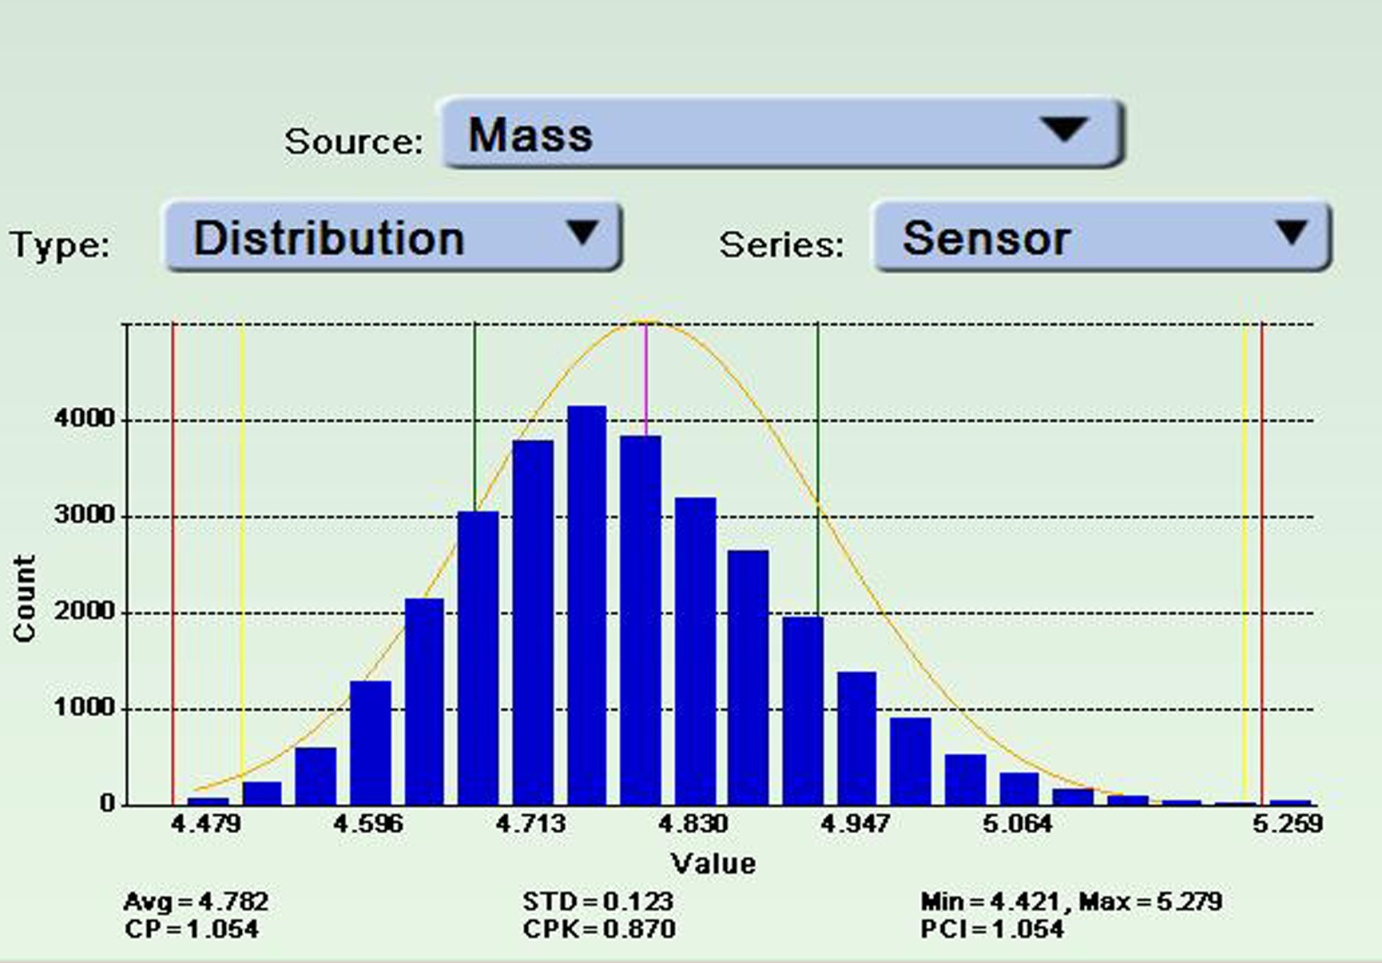 Source: Mass
Type: Distribution Series: Sensor
4000
3000
2000
1000
0
Count
4.479 4.596 4.713 4.830 4.947 5.064 5.259
Value
Avg=4.782 STD=0.123 Min=4.421, Max=5.279
CP=1.054 CPK=0.870 PCI=1.054